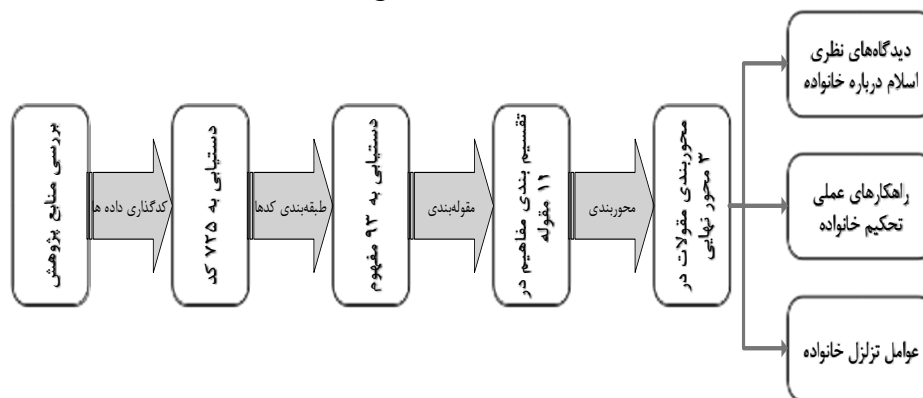 بررسی منابع پژوهش
کدگذاری داده ها
دستیابی به ۷۲۵ کد
طبقه‌بندی کدها
دستیابی به ۹۳ مفهوم
مقوله‌بندی
تقسیم بندی مفاهیم در
۱۱ مقوله
محوربندی
محوربندی مقولات در
۳ محور نهایی
دیدگاه‌های نظری
اسلام درباره خانواده
راهکارهای عملی
تحکیم خانواده
عوامل تزلزل خانواده